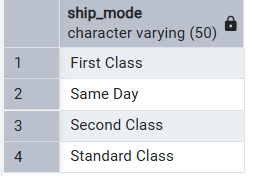 ship_mode
character varying (50)
1 First Class
2 Same Day
3 Second Class
4 Standard Class